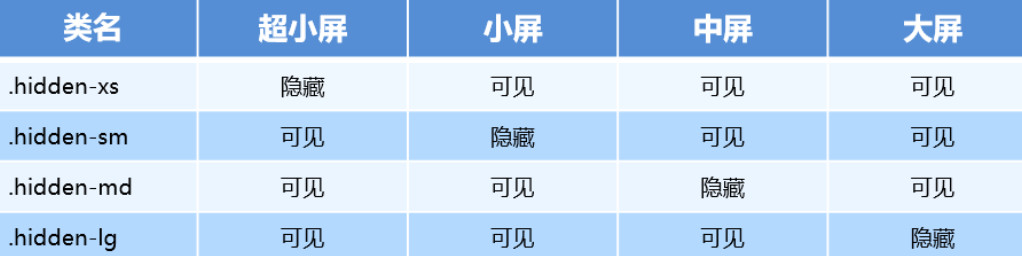 类名 超小屏 小屏 中屏 大屏
.hidden-xs 隐藏 可见 可见 可见
.hidden-sm 可见 隐藏 可见 可见
.hidden-md 可见 可见 隐藏 可见
.hidden-lg 可见 可见 可见 隐藏